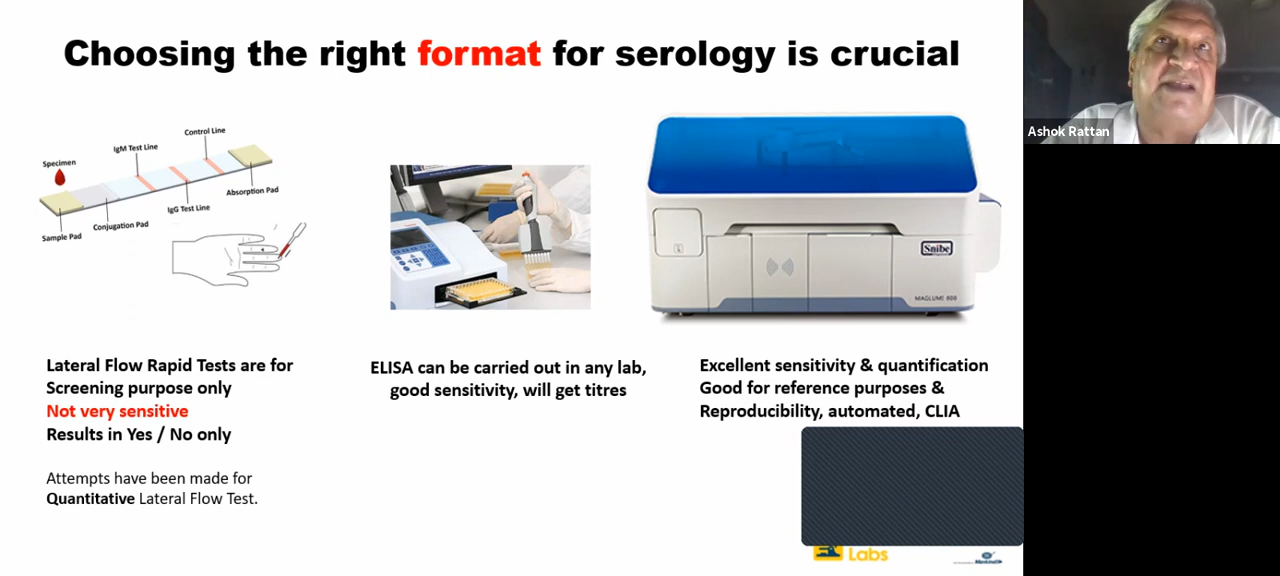 Choosing the right format for serology is crucial
Ashok Rattan
Control Line
IgM Test Line
Specimen
Absorption Pad
IgG Test Line
Conjugation Pad
Sample Pad
Snibe
MAGLUMI 800
Lateral Flow Rapid Tests are for
Screening purpose only
Not very sensitive
Results in Yes / No only
Attempts have been made for
Quantitative Lateral Flow Test.
ELISA can be carried out in any lab,
good sensitivity, will get titres
Excellent sensitivity & quantification
Good for reference purposes &
Reproducibility, automated, CLIA
Labs